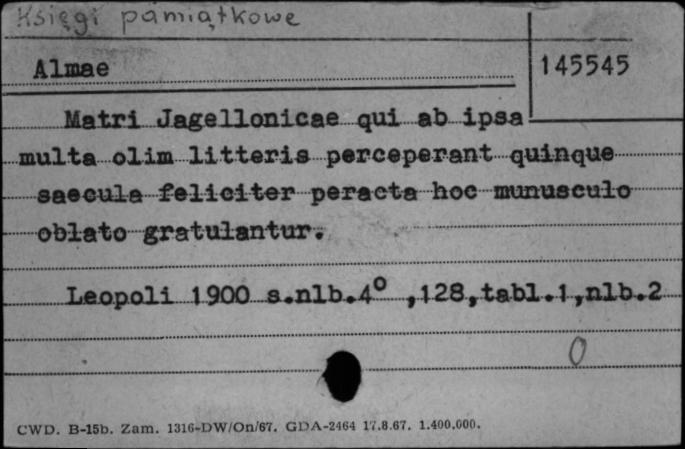 Księgi pamiątkowe
Almae
145545
Matri Jagellonicae qui ab ipsa
multa olim litteris perceperant quinque
saecula feliciter peracta hoc munusculo
oblato gratulantur.
Leopoli 1900 s.nlb.4° ,128,tabl.1,nlb.2
0
CWD. B-15b. Zam. 1316-DW/On/67. GDA-2464 17.8.67. 1.400.000.